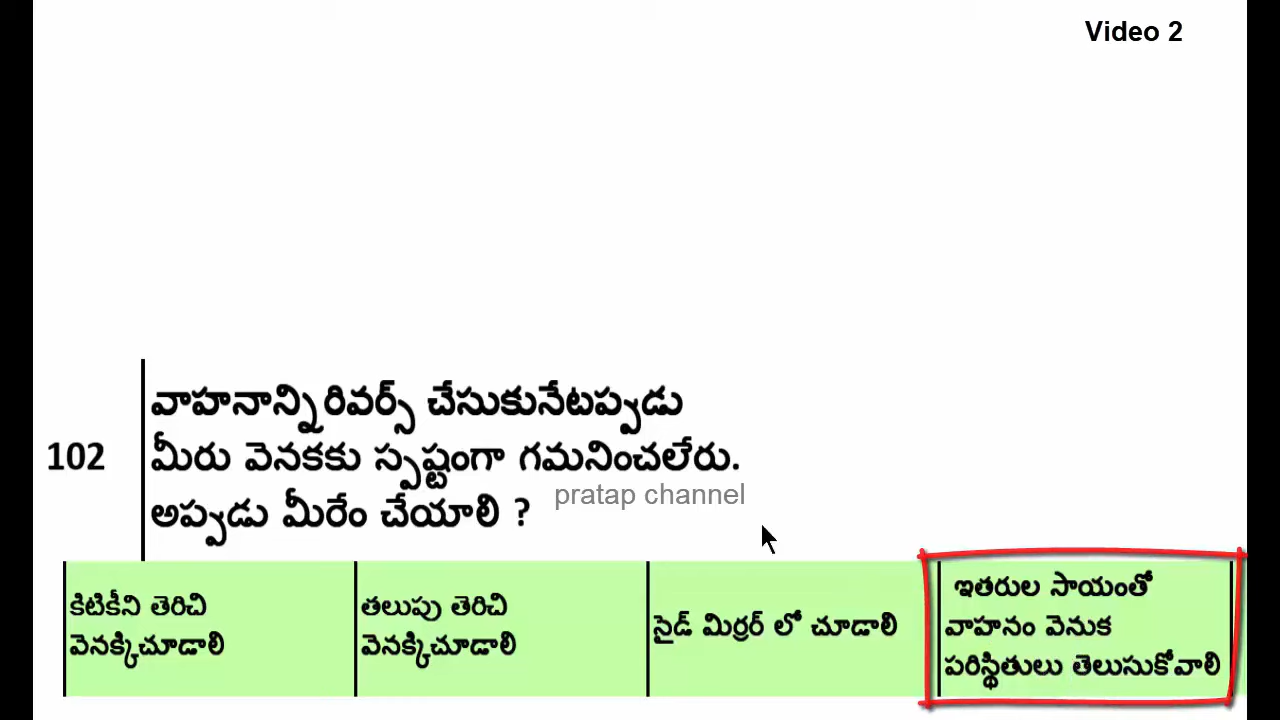 Video 2
వాహనాన్ని రివర్స్ చేసుకునేటప్పుడు
102 మీరు వెనకకు స్పష్టంగా గమనించలేరు.
pratap channel
అప్పుడు మీరేం చేయాలి ?
కిటికీని తెరిచి
వెనక్కిచూడాలి
తలుపు తెరిచి
వెనక్కిచూడాలి
సైడ్ మిర్రర్ లో చూడాలి
ఇతరుల సాయంతో
వాహనం వెనుక
పరిస్థితులు తెలుసుకోవాలి